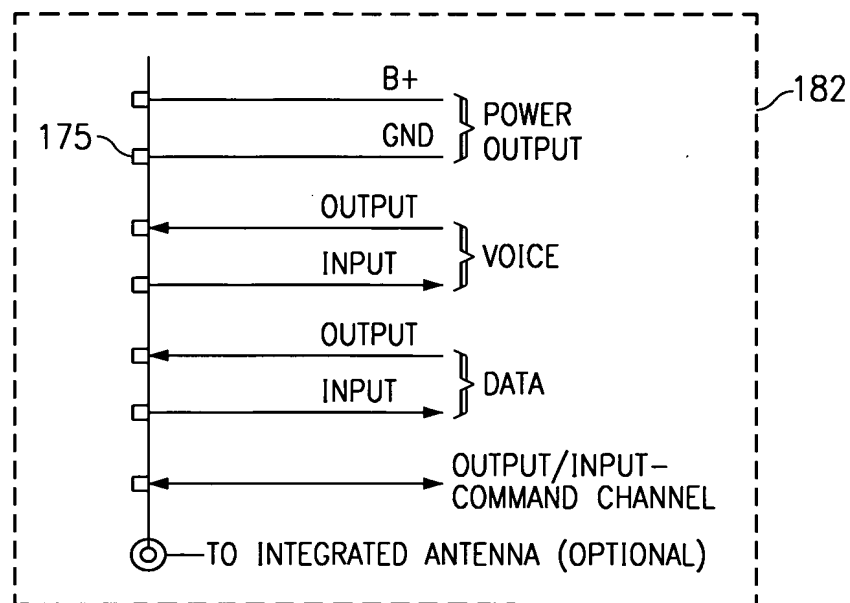 182
B+
POWER
175
GND
OUTPUT
OUTPUT
VOICE
INPUT
OUTPUT
DATA
INPUT
OUTPUT/INPUT-
COMMAND CHANNEL
TO INTEGRATED ANTENNA (OPTIONAL)